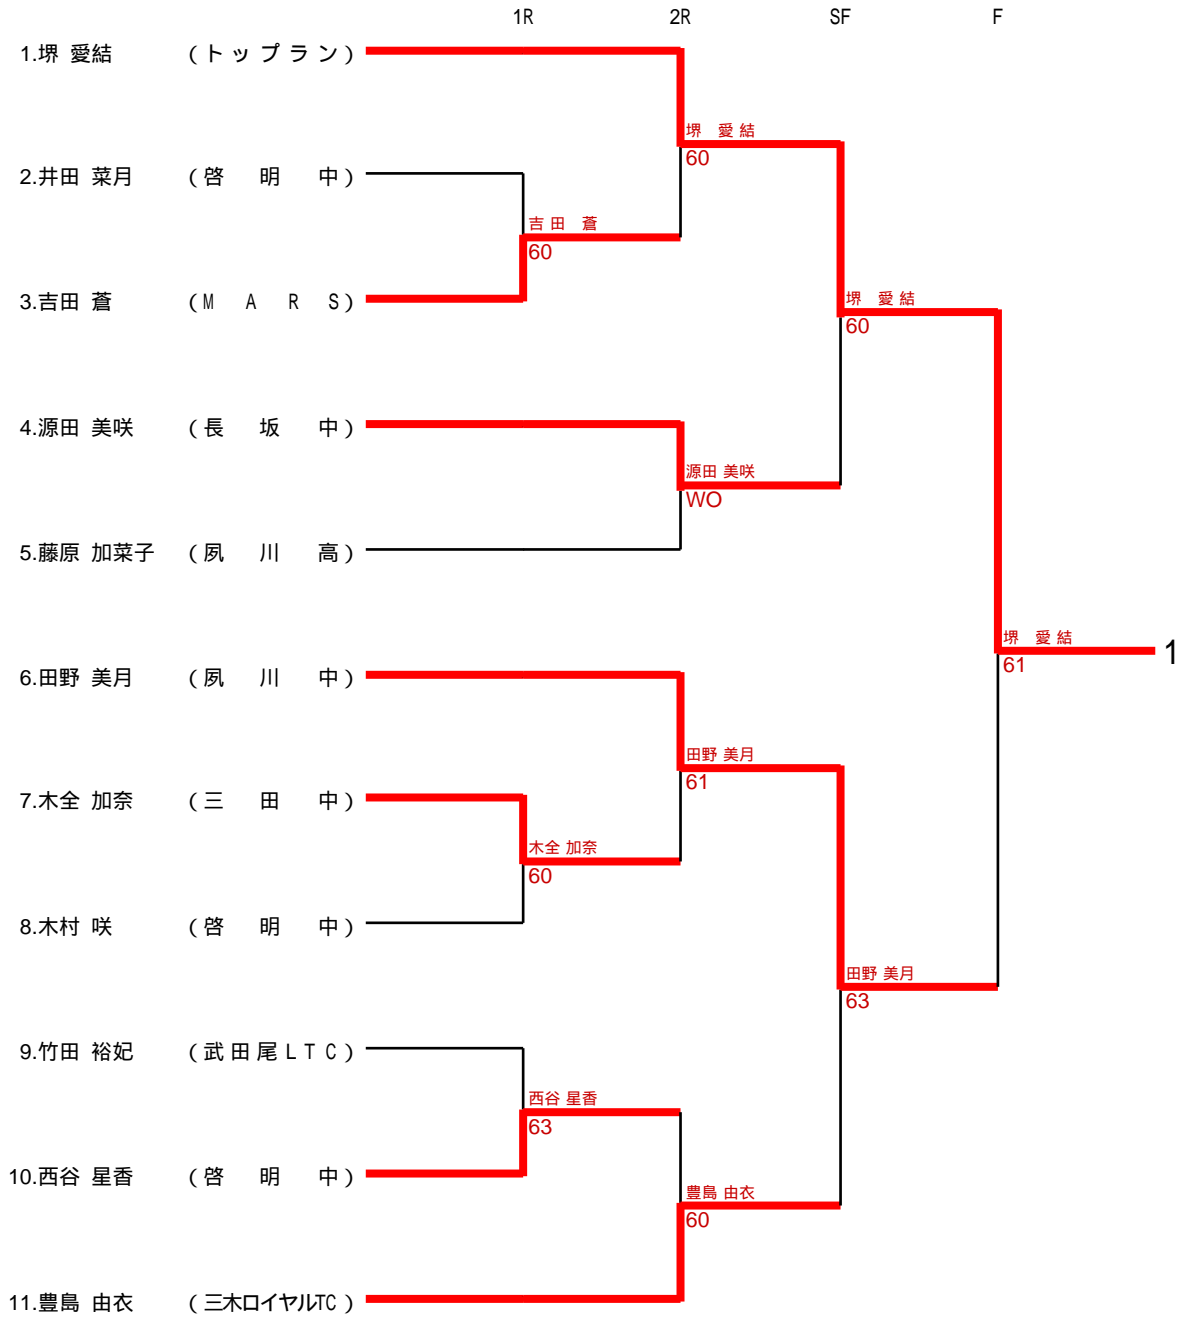 1R 2R SF F
1.堺 愛結 (トップラン)
堺 愛結
60
2.井田 菜月 (啓明中)
吉田 蒼
60
3.吉田 蒼 (MARS)
堺 愛結
60
4.源田 美咲 (長坂中)
源田 美咲
WO
5.藤原 加菜子 (夙川高)
堺 愛結
1
61
6.田野 美月 (夙川中)
田野 美月
61
7.木全 加奈 (三田中)
木全 加奈
60
8.木村 咲 (啓明中)
田野 美月
63
9.竹田 裕妃 (武田尾LTC)
西谷 星香
63
10.西谷 星香 (啓明中)
豊島 由衣
60
11.豊島 由衣 (三木ロイヤルTC)